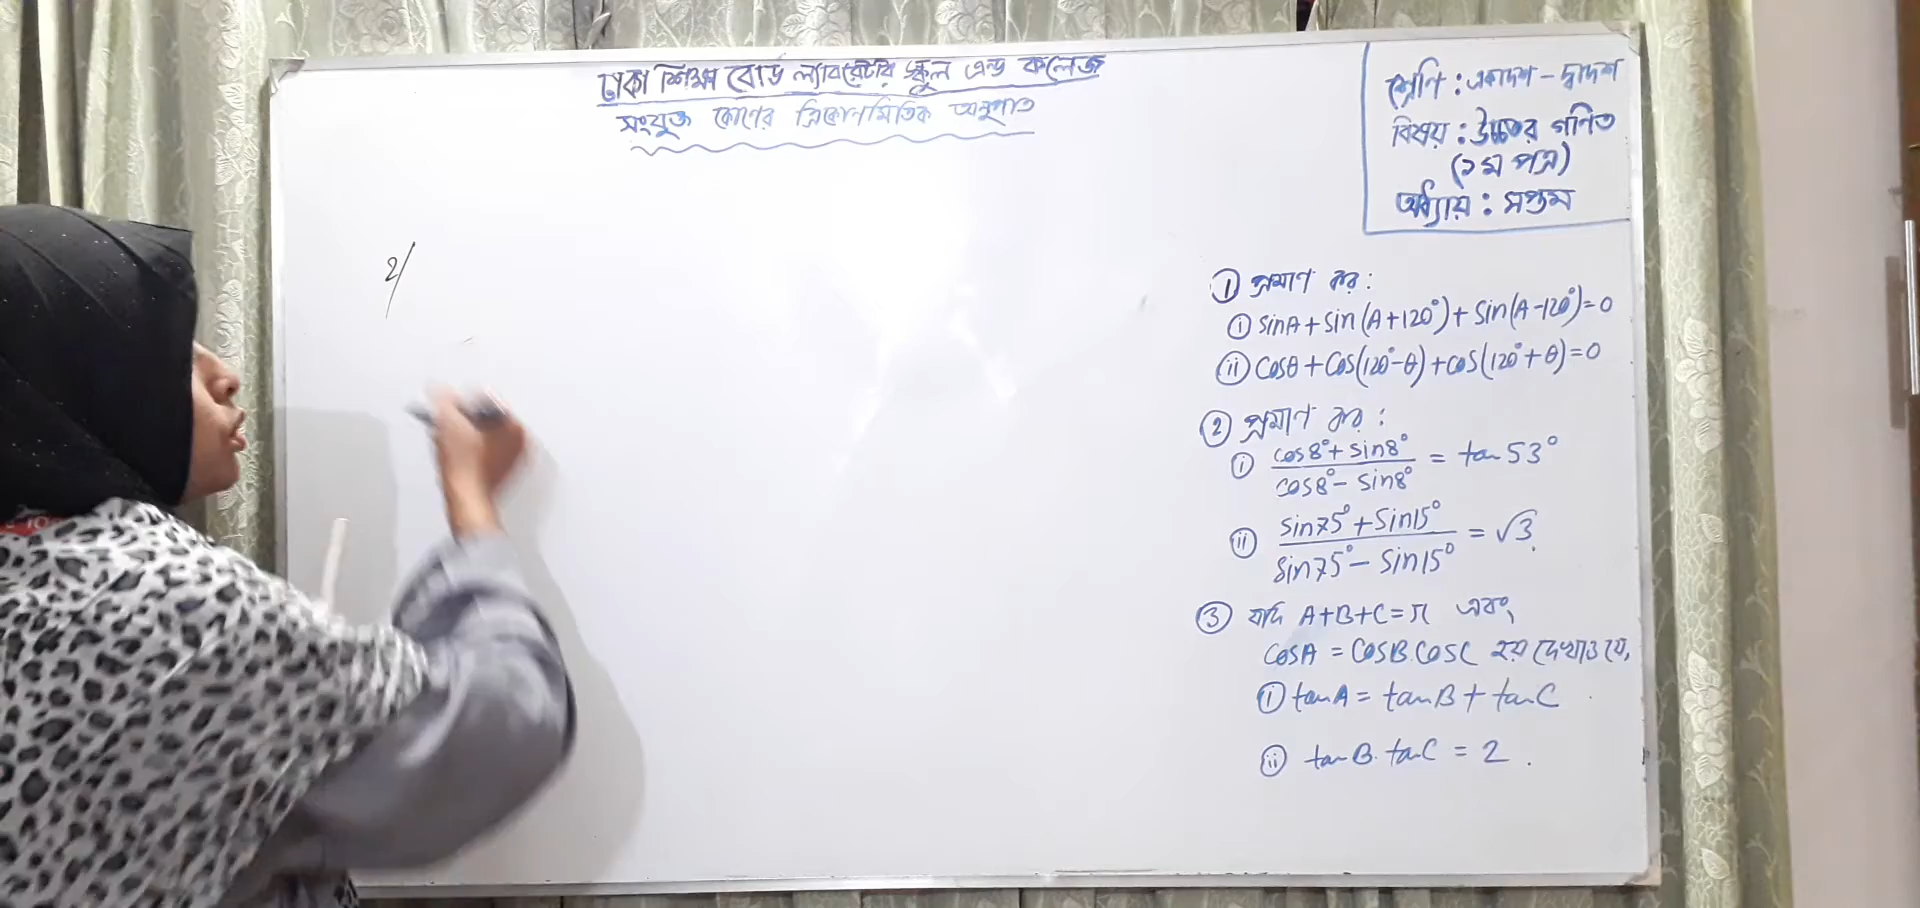 ঢাকা শিক্ষা বোর্ড ল্যাবরেটরি স্কুল এন্ড কলেজ
সংযুক্ত কোণের ত্রিকোণমিতিক অনুপাত
শ্রেণি : একাদশ - দ্বাদশ
বিষয় : উচ্চতর গণিত
(১ম পত্র)
অধ্যায় : সপ্তম
2/
① প্রমাণ কর :
ⓘ sinA + sin (A+120°) + sin(A-120°)=0
ⓘⓘ cosθ + cos(120°-θ) + cos(120°+θ)=0
② প্রমাণ কর :
ⓘ (cos8°+sin8°)/(cos8°-sin8°) = tan 53°
ⓘⓘ (sin75°+sin15°)/(sin75°-sin15°) = √3.
③ যদি A+B+C=π এবং
cosA = cosB.cosC হয় দেখাও যে,
ⓘ tanA = tanB + tanC
ⓘⓘ tanB.tanC = 2.